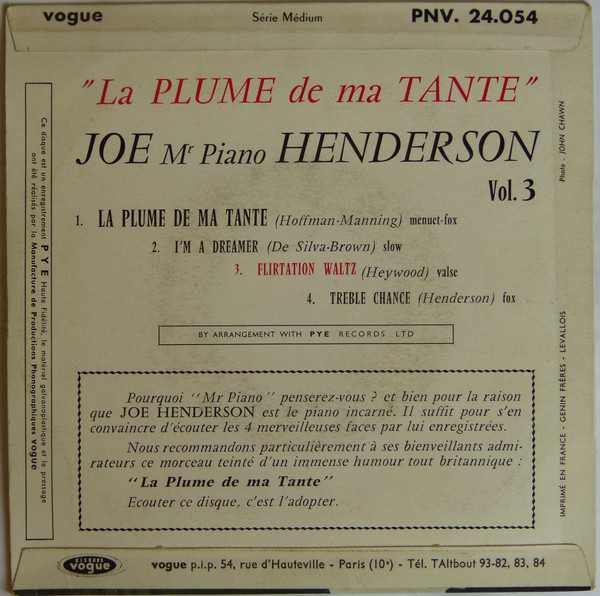 vogue Série Médium PNV. 24.054
"La PLUME de ma TANTE"
JOE Mr Piano HENDERSON
Vol. 3
1. LA PLUME DE MA TANTE (Hoffman-Manning) menuet-fox
2. I'M A DREAMER (De Silva-Brown) slow
3. FLIRTATION WALTZ (Heywood) valse
4. TREBLE CHANCE (Henderson) fox
BY ARRANGEMENT WITH PYE RECORDS LTD
Pourquoi "Mr Piano" penserez-vous ? et bien pour la raison
que JOE HENDERSON est le piano incarné. Il suffit pour s'en
convaincre d'écouter les 4 merveilleuses faces par lui enregistrées.
Nous recommandons particulièrement à ses bienveillants admi-
rateurs ce morceau teinté d'un immense humour tout britannique :
"La Plume de ma Tante"
Ecouter ce disque, c'est l'adopter.
Ce disque est un enregistrement PYE Haute Fidélité, le matériel galvanoplastique et le pressage
ont été réalisés par la Manufacture de Productions Phonographiques Vogue
Photo : JOHN CHAWN
IMPRIMÉ EN FRANCE - GENIN FRÈRES - LEVALLOIS
DISQUES
vogue
vogue p.i.p. 54, rue d'Hauteville - Paris (10e) - Tél. TAItbout 93-82, 83, 84